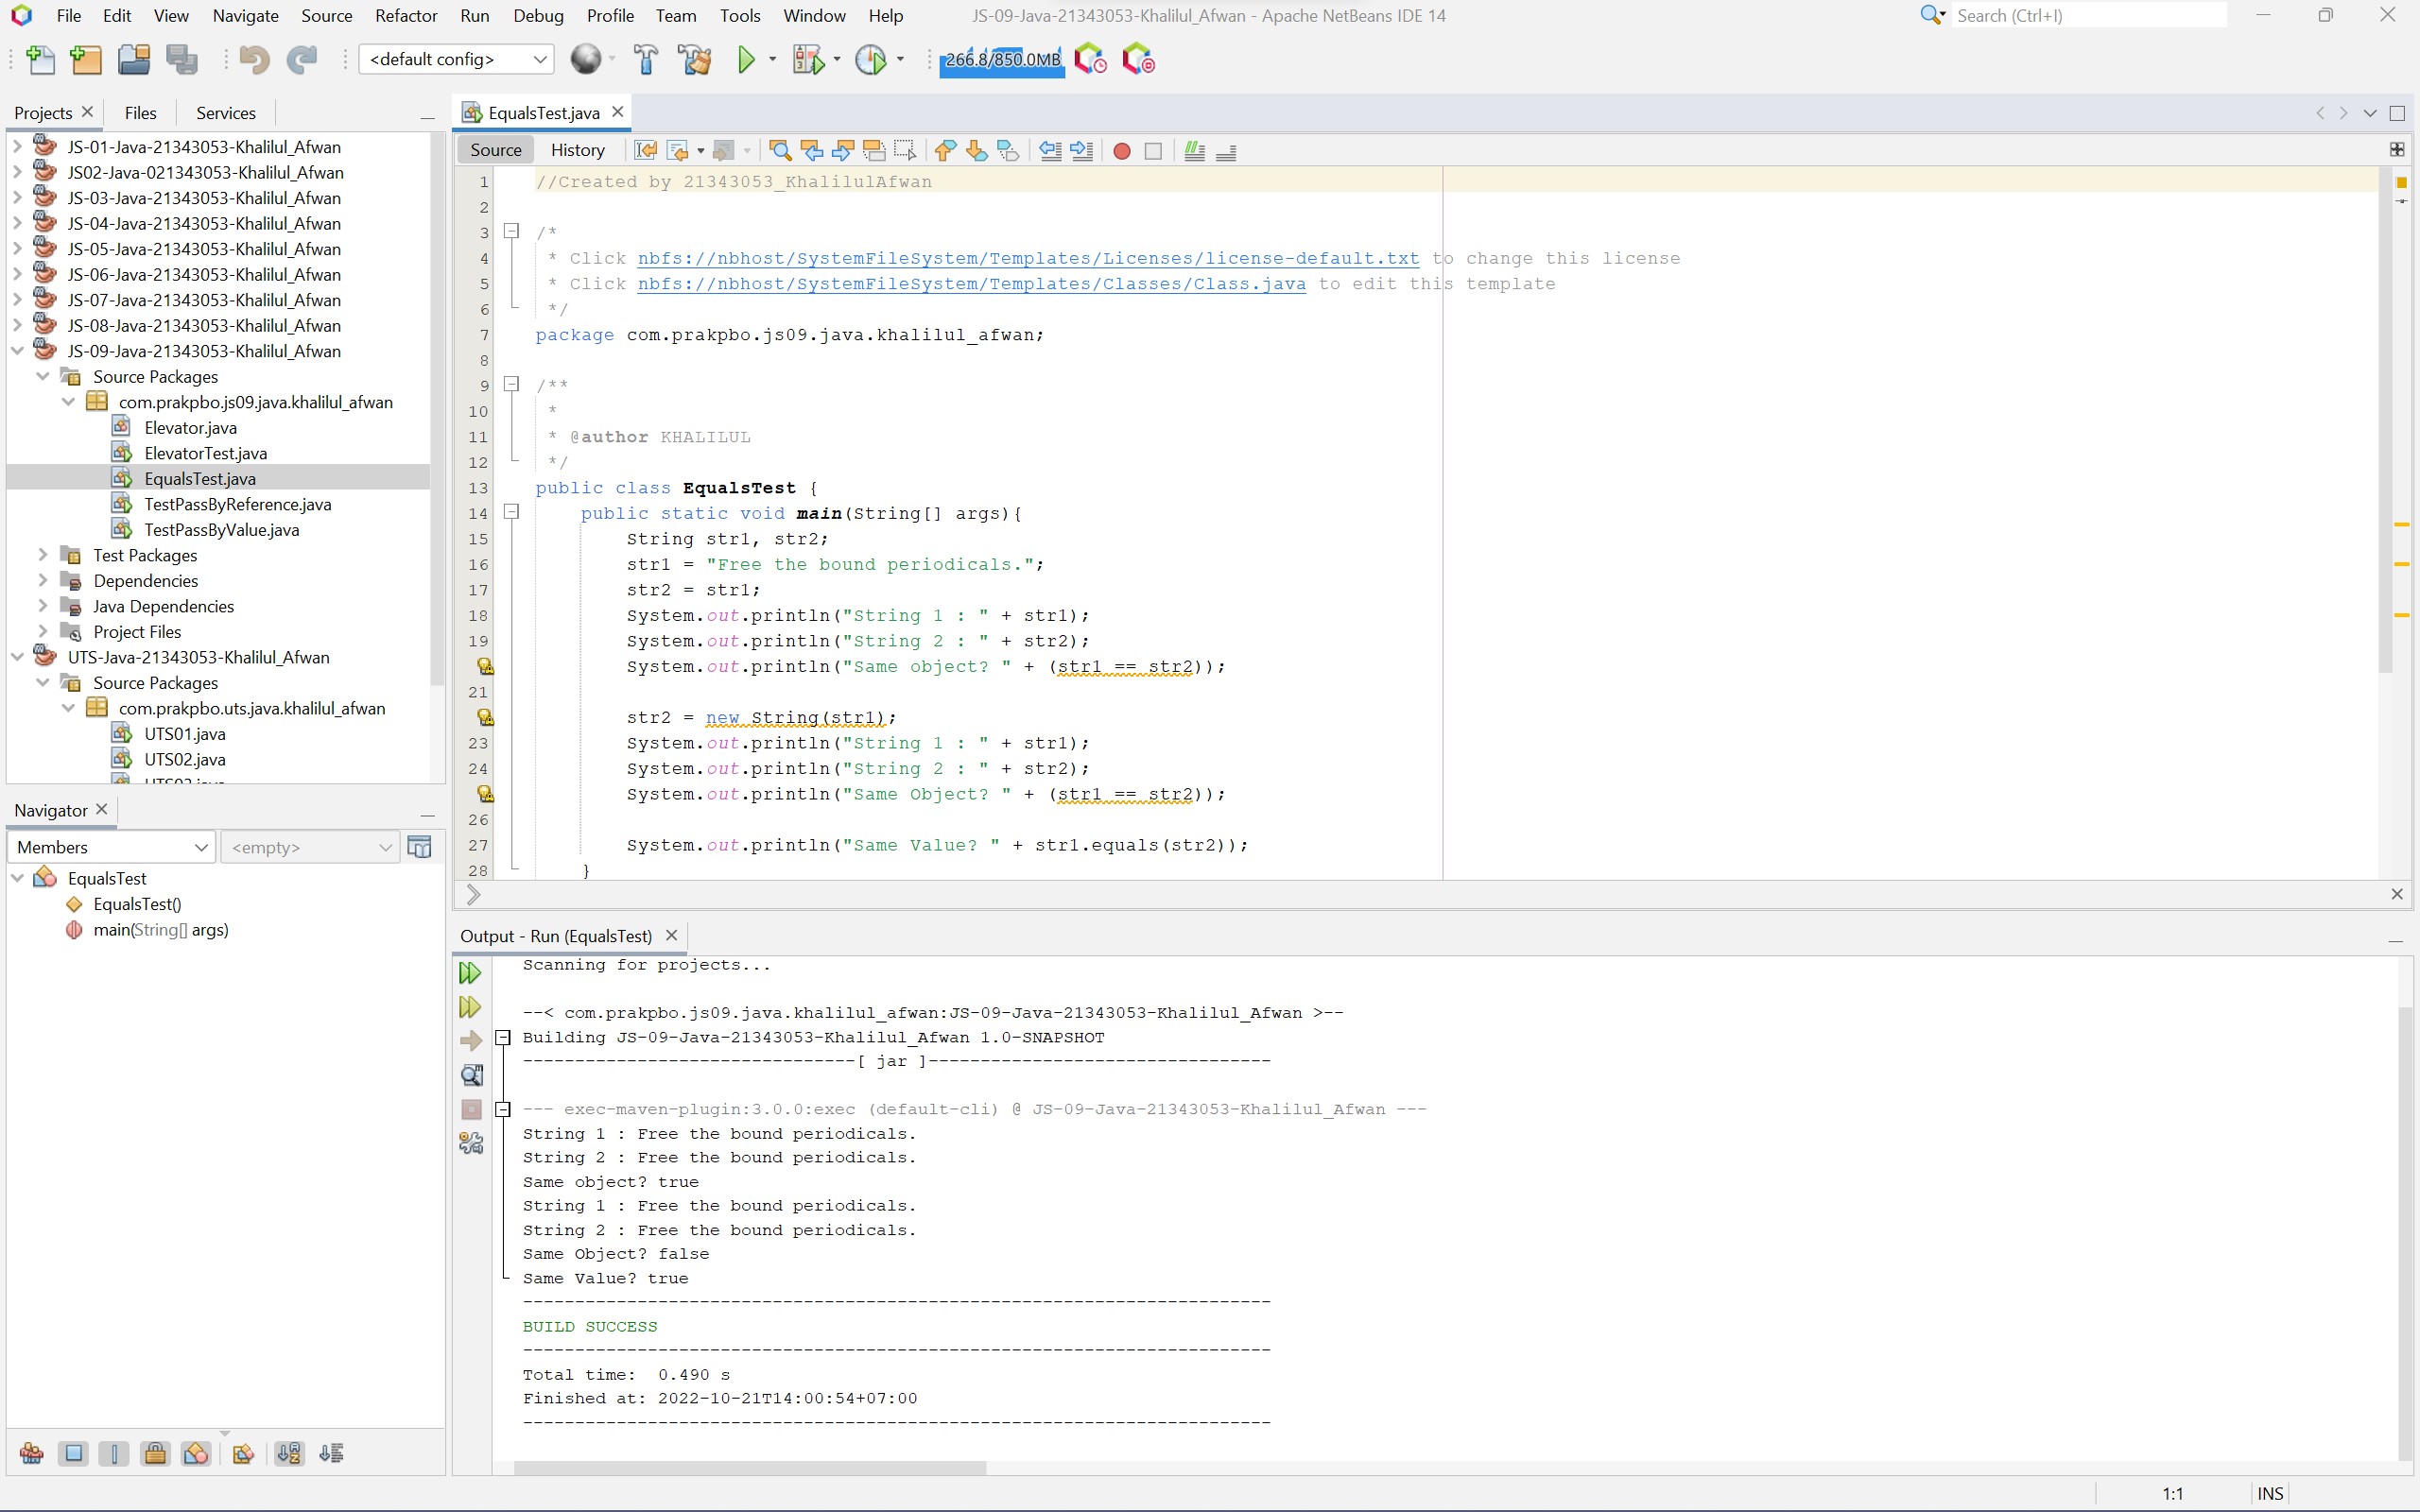 File Edit View Navigate Source Refactor Run Debug Profile Team Tools Window Help
JS-09-Java-21343053-Khalilul_Afwan - Apache NetBeans IDE 14
Search (Ctrl+I)
<default config>
266.8/850.0MB
Projects Files Services
JS-01-Java-21343053-Khalilul_Afwan
JS02-Java-021343053-Khalilul_Afwan
JS-03-Java-21343053-Khalilul_Afwan
JS-04-Java-21343053-Khalilul_Afwan
JS-05-Java-21343053-Khalilul_Afwan
JS-06-Java-21343053-Khalilul_Afwan
JS-07-Java-21343053-Khalilul_Afwan
JS-08-Java-21343053-Khalilul_Afwan
JS-09-Java-21343053-Khalilul_Afwan
Source Packages
com.prakpbo.js09.java.khalilul_afwan
Elevator.java
ElevatorTest.java
EqualsTest.java
TestPassByReference.java
TestPassByValue.java
Test Packages
Dependencies
Java Dependencies
Project Files
UTS-Java-21343053-Khalilul_Afwan
Source Packages
com.prakpbo.uts.java.khalilul_afwan
UTS01.java
UTS02.java
Navigator
Members <empty>
EqualsTest
EqualsTest()
main(String[] args)
EqualsTest.java
Source History
1 //Created by 21343053_KhalilulAfwan
2
3 /*
4 * Click nbfs://nbhost/SystemFileSystem/Templates/Licenses/license-default.txt to change this license
5 * Click nbfs://nbhost/SystemFileSystem/Templates/Classes/Class.java to edit this template
6 */
7 package com.prakpbo.js09.java.khalilul_afwan;
8
9 /**
10 *
11 * @author KHALILUL
12 */
13 public class EqualsTest {
14 public static void main(String[] args){
15 String str1, str2;
16 str1 = "Free the bound periodicals.";
17 str2 = str1;
18 System.out.println("String 1 : " + str1);
19 System.out.println("String 2 : " + str2);
System.out.println("Same object? " + (str1 == str2));
21
str2 = new String(str1);
23 System.out.println("String 1 : " + str1);
24 System.out.println("String 2 : " + str2);
System.out.println("Same Object? " + (str1 == str2));
26
27 System.out.println("Same Value? " + str1.equals(str2));
28 }
Output - Run (EqualsTest)
Scanning for projects...
--< com.prakpbo.js09.java.khalilul_afwan:JS-09-Java-21343053-Khalilul_Afwan >--
Building JS-09-Java-21343053-Khalilul_Afwan 1.0-SNAPSHOT
--------------------------------[ jar ]---------------------------------
--- exec-maven-plugin:3.0.0:exec (default-cli) @ JS-09-Java-21343053-Khalilul_Afwan ---
String 1 : Free the bound periodicals.
String 2 : Free the bound periodicals.
Same object? true
String 1 : Free the bound periodicals.
String 2 : Free the bound periodicals.
Same Object? false
Same Value? true
------------------------------------------------------------------------
BUILD SUCCESS
------------------------------------------------------------------------
Total time: 0.490 s
Finished at: 2022-10-21T14:00:54+07:00
------------------------------------------------------------------------
1:1 INS